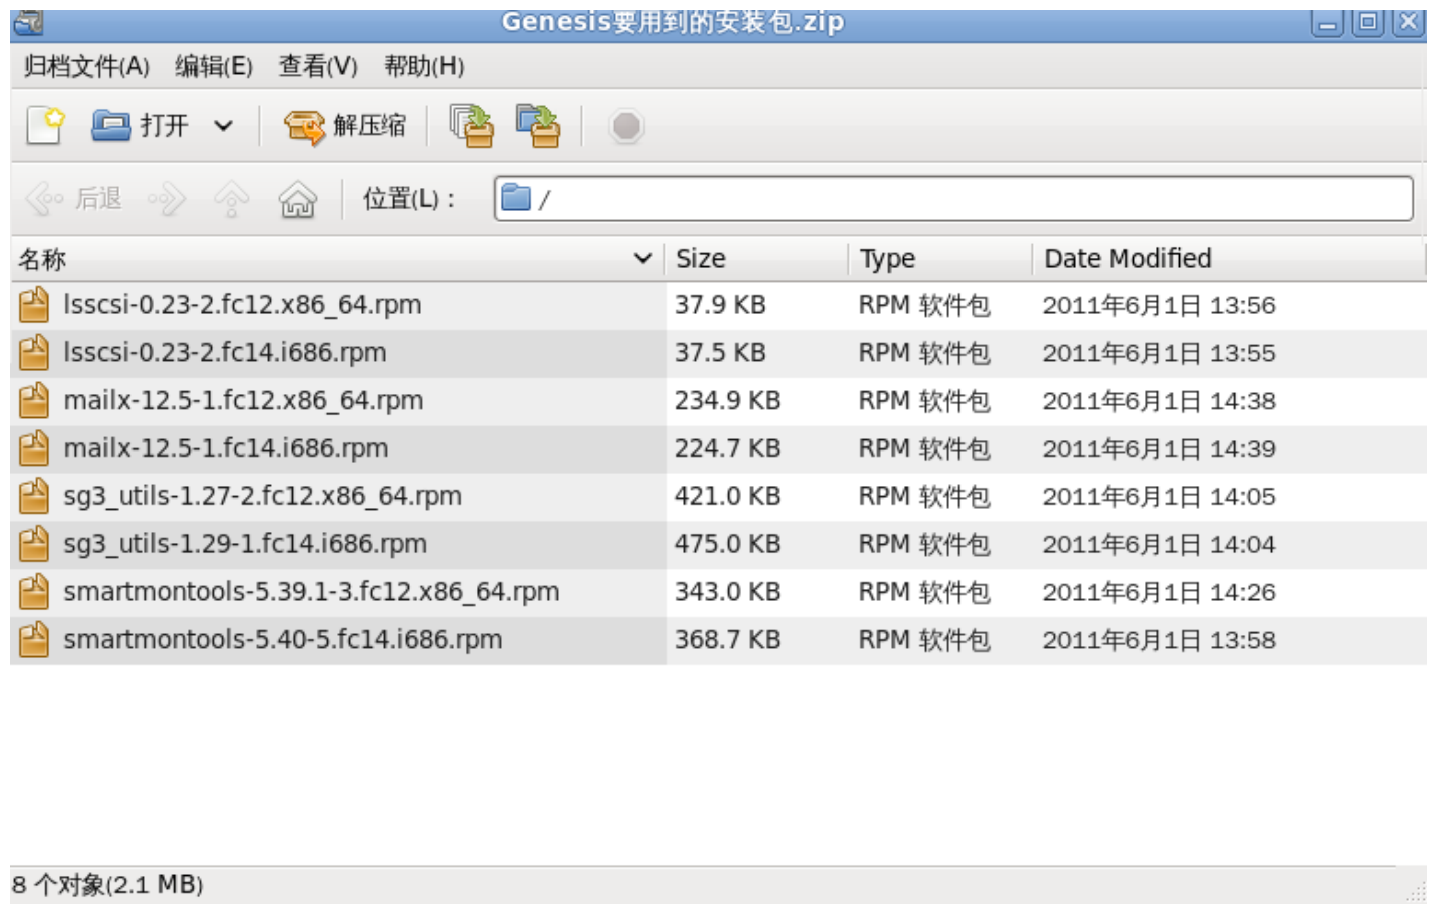 Genesis要用到的安装包.zip
归档文件(A) 编辑(E) 查看(V) 帮助(H)
打开 解压缩
后退 位置(L)： /
名称 Size Type Date Modified
lsscsi-0.23-2.fc12.x86_64.rpm 37.9 KB RPM 软件包 2011年6月1日 13:56
lsscsi-0.23-2.fc14.i686.rpm 37.5 KB RPM 软件包 2011年6月1日 13:55
mailx-12.5-1.fc12.x86_64.rpm 234.9 KB RPM 软件包 2011年6月1日 14:38
mailx-12.5-1.fc14.i686.rpm 224.7 KB RPM 软件包 2011年6月1日 14:39
sg3_utils-1.27-2.fc12.x86_64.rpm 421.0 KB RPM 软件包 2011年6月1日 14:05
sg3_utils-1.29-1.fc14.i686.rpm 475.0 KB RPM 软件包 2011年6月1日 14:04
smartmontools-5.39.1-3.fc12.x86_64.rpm 343.0 KB RPM 软件包 2011年6月1日 14:26
smartmontools-5.40-5.fc14.i686.rpm 368.7 KB RPM 软件包 2011年6月1日 13:58
8 个对象(2.1 MB)